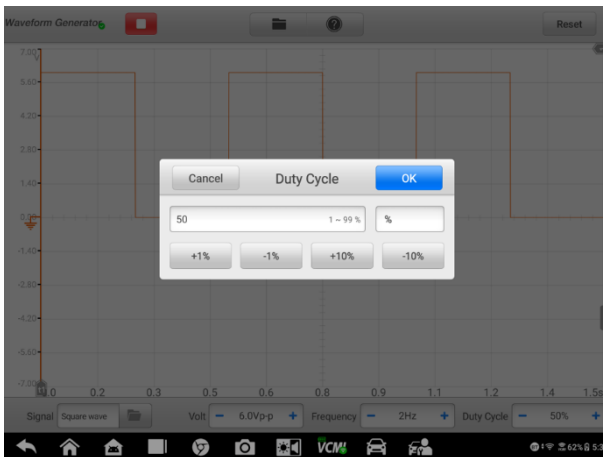 Waveform Generator
Reset
7.00
V
5.60
4.20
2.80
1.40
-1.40
-2.80
-4.20
-5.60
-7.00
Cancel Duty Cycle OK
50 1 ~ 99 % %
+1% -1% +10% -10%
0.2 0.3 0.5 0.6 0.8 0.9 1.1 1.2 1.4 1.5s
Signal Square wave Volt − 6.0Vp-p + Frequency − 2Hz + Duty Cycle − 50% +
VCMI 62% 5:3